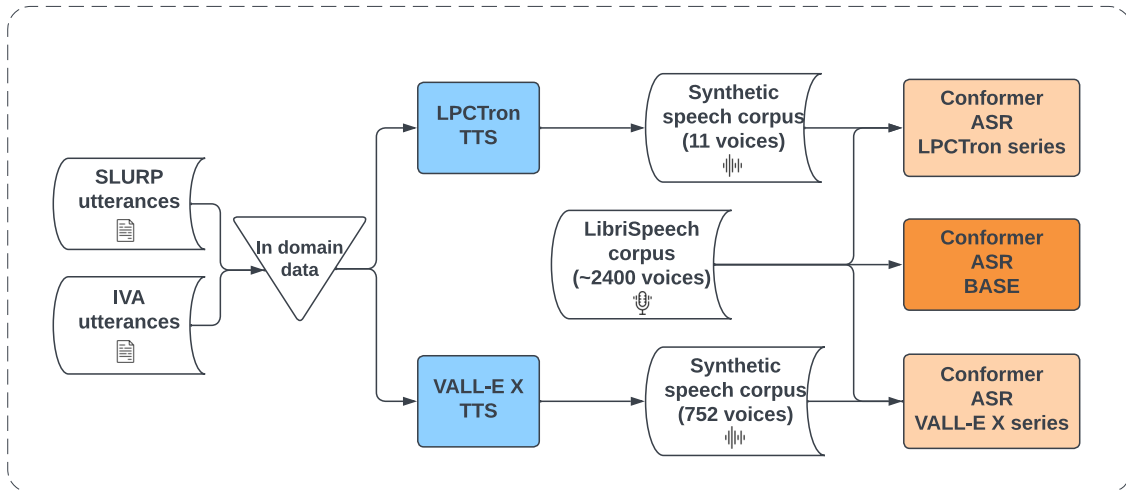 SLURP
utterances
IVA
utterances
In domain
data
LPCTron
TTS
VALL-E X
TTS
Synthetic
speech corpus
(11 voices)
LibriSpeech
corpus
(~2400 voices)
Synthetic
speech corpus
(752 voices)
Conformer
ASR
LPCTron series
Conformer
ASR
BASE
Conformer
ASR
VALL-E X series